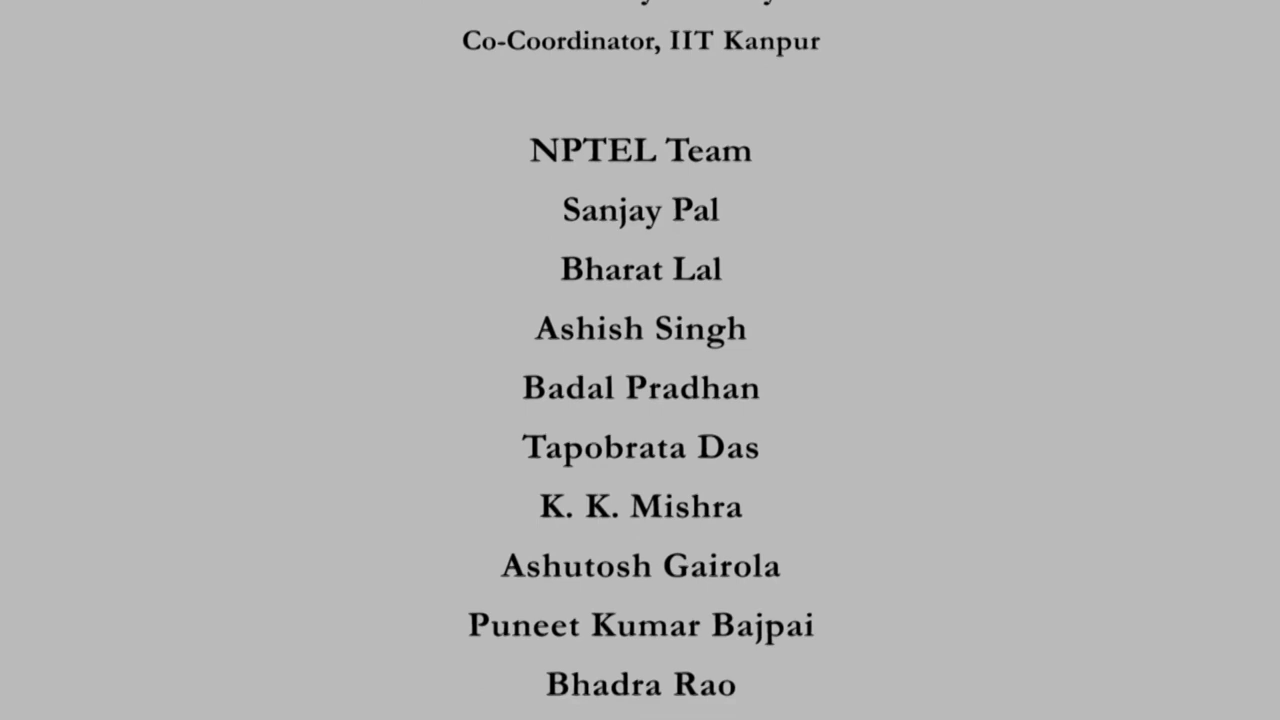 Co-Coordinator, IIT Kanpur
NPTEL Team
Sanjay Pal
Bharat Lal
Ashish Singh
Badal Pradhan
Tapobrata Das
K. K. Mishra
Ashutosh Gairola
Puneet Kumar Bajpai
Bhadra Rao